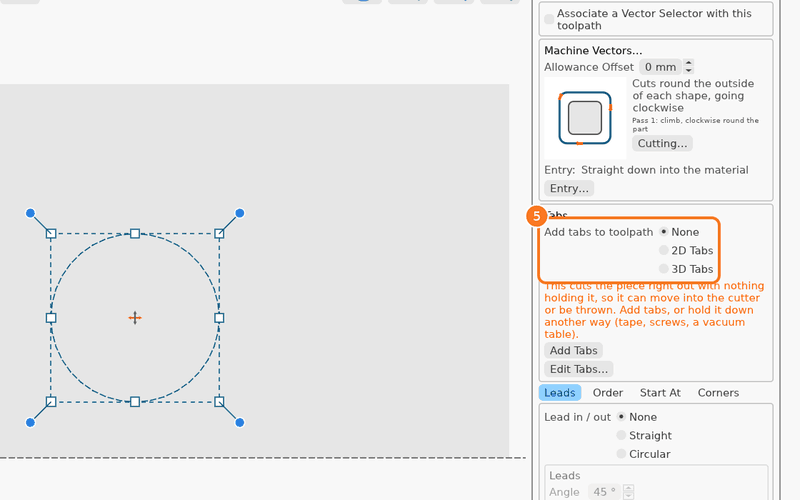 Associate a Vector Selector with this
toolpath
Machine Vectors...
Allowance Offset 0 mm
Cuts round the outside
of each shape, going
clockwise
Pass 1: climb, clockwise round the
part
Cutting...
Entry: Straight down into the material
Entry...
5
Tabs
Add tabs to toolpath None
2D Tabs
3D Tabs
This cuts the piece right out with nothing
holding it, so it can move into the cutter
or be thrown. Add tabs, or hold it down
another way (tape, screws, a vacuum
table).
Add Tabs
Edit Tabs...
Leads Order Start At Corners
Lead in / out None
Straight
Circular
Leads
Angle 45 °